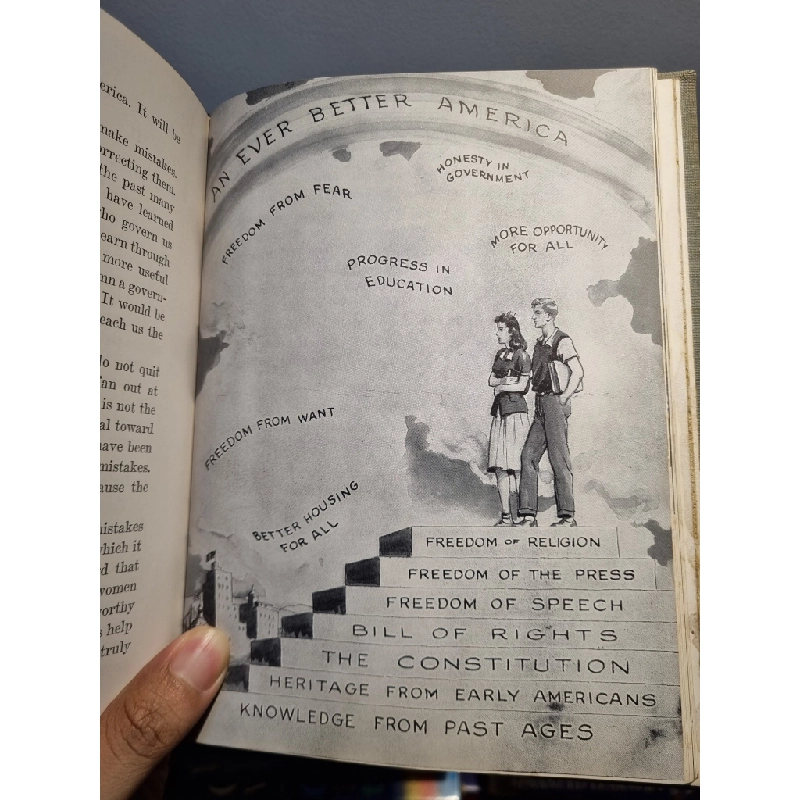 erica. It will be
make mistakes.
orrecting them.
the past many
have learned
ho govern us
earn through
more useful
n a govern-
It would be
each us the
o not quit
an out at
is not the
al toward
have been
mistakes.
ause the
mistakes
which it
d that
women
orthy
s help
truly
AN EVER BETTER AMERICA
HONESTY IN
GOVERNMENT
FREEDOM FROM FEAR
MORE OPPORTUNITY
FOR ALL
PROGRESS IN
EDUCATION
FREEDOM FROM WANT
BETTER HOUSING
FOR ALL
FREEDOM OF RELIGION
FREEDOM OF THE PRESS
FREEDOM OF SPEECH
BILL OF RIGHTS
THE CONSTITUTION
HERITAGE FROM EARLY AMERICANS
KNOWLEDGE FROM PAST AGES